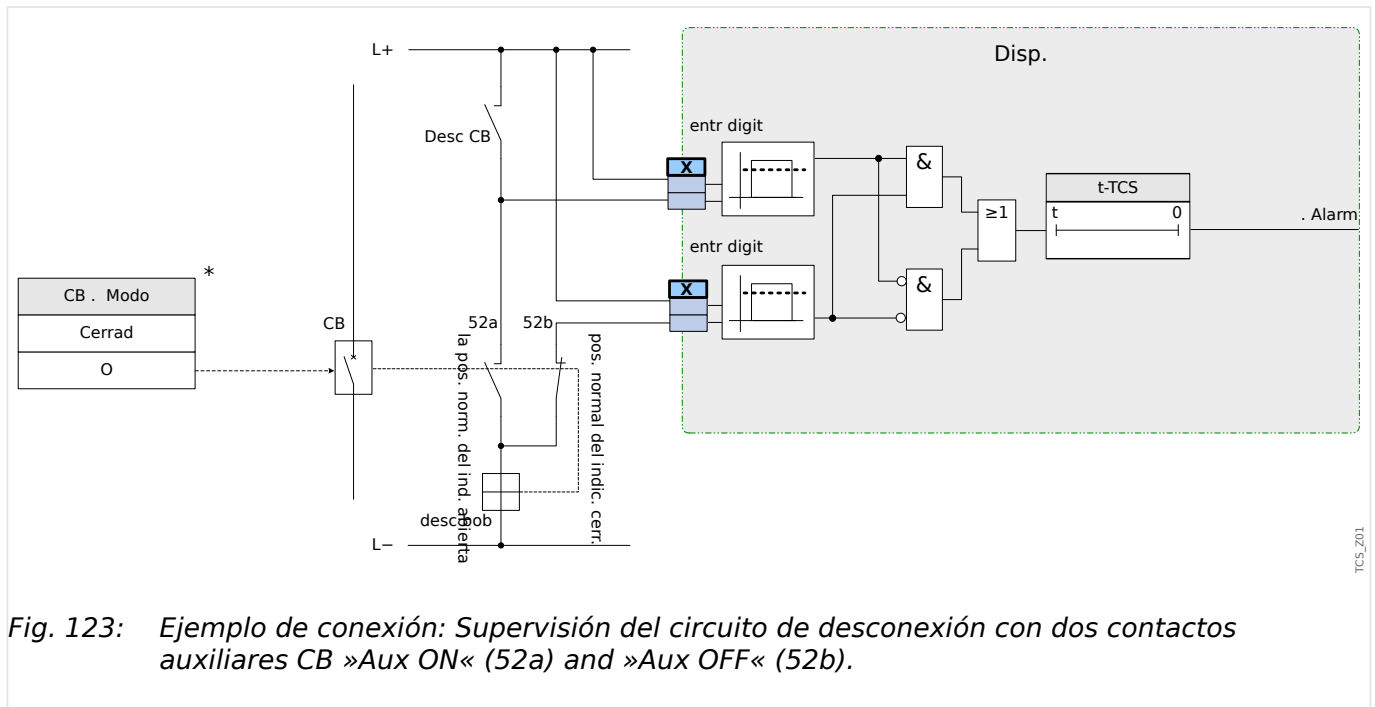 L+
Disp.
Desc CB
entr digit
X
&
t-TCS
≥1
t 0
. Alarm
entr digit
X
&
*
CB . Modo
Cerrad
O
CB
52a 52b
la pos. norm. del ind. abierta
pos. normal del indic. cerr.
desc bob
L−
TCS_Z01
Fig. 123: Ejemplo de conexión: Supervisión del circuito de desconexión con dos contactos
auxiliares CB »Aux ON« (52a) and »Aux OFF« (52b).